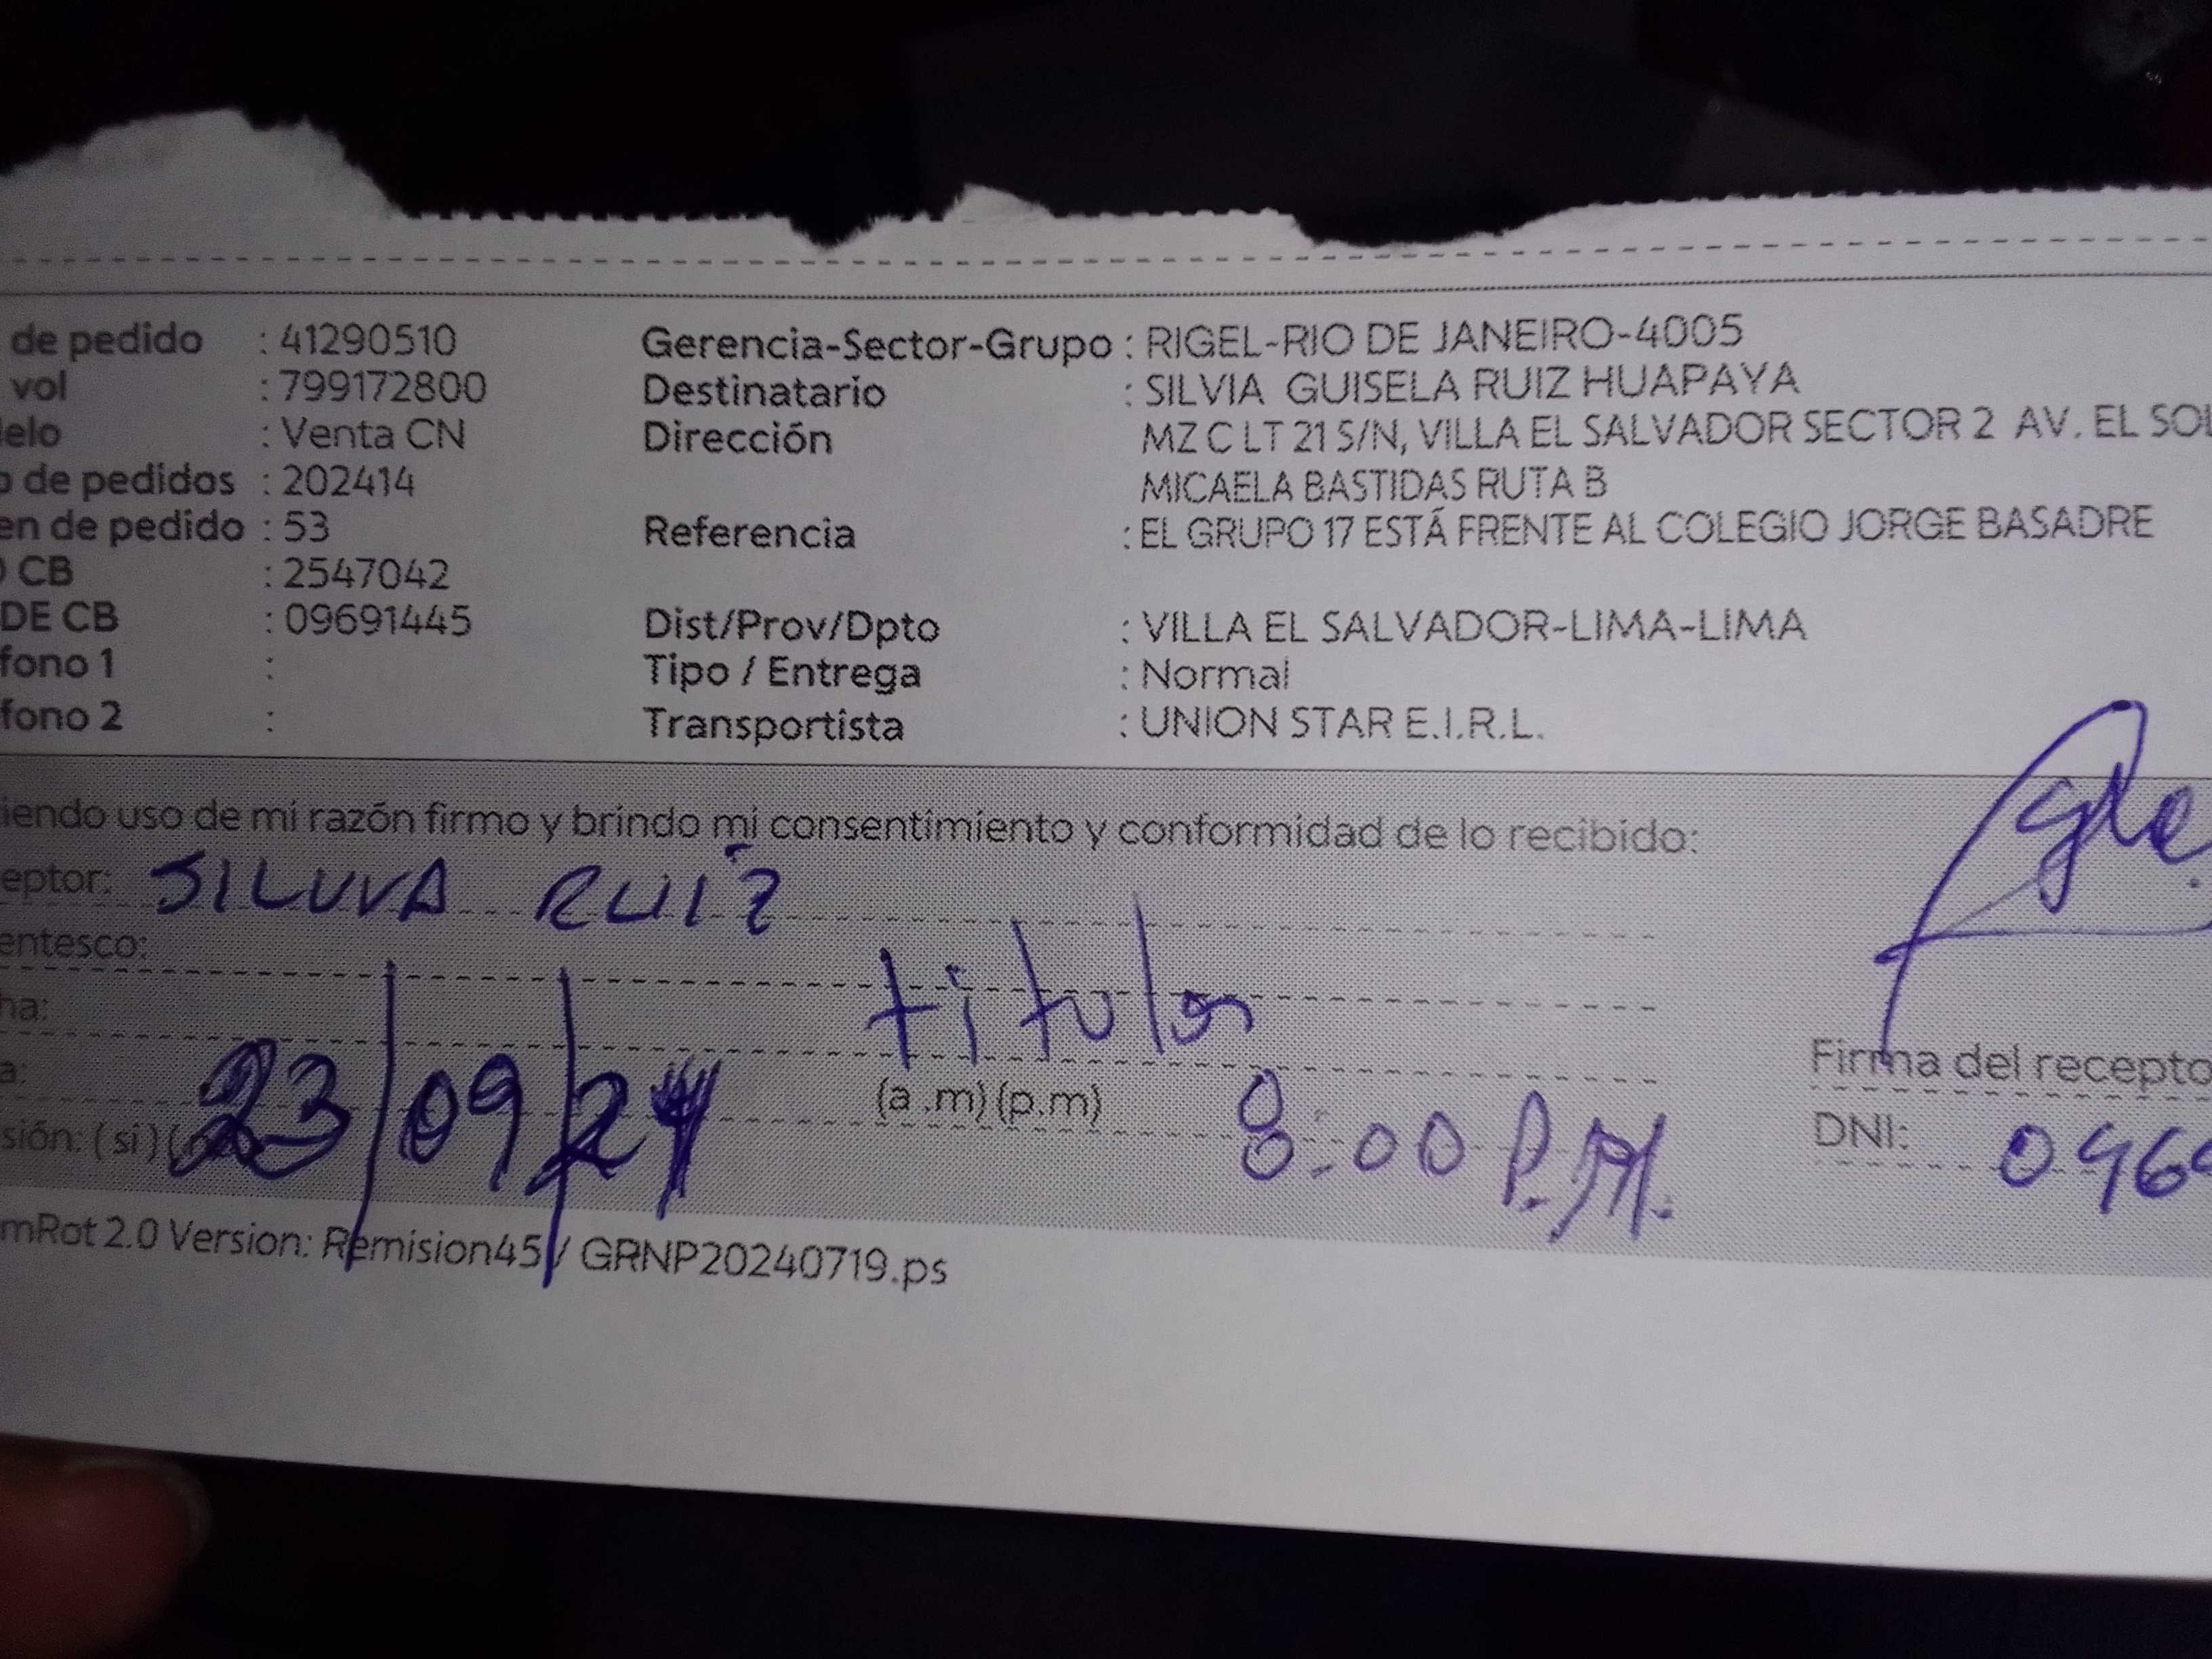 de pedido : 41290510 Gerencia-Sector-Grupo : RIGEL-RIO DE JANEIRO-4005
vol : 799172800 Destinatario : SILVIA GUISELA RUIZ HUAPAYA
elo : Venta CN Dirección MZ C LT 21 S/N, VILLA EL SALVADOR SECTOR 2 AV. EL SOL
de pedidos : 202414 MICAELA BASTIDAS RUTA B
en de pedido : 53 Referencia : EL GRUPO 17 ESTÁ FRENTE AL COLEGIO JORGE BASADRE
CB : 2547042
DE CB : 09691445 Dist/Prov/Dpto : VILLA EL SALVADOR-LIMA-LIMA
fono 1 : Tipo / Entrega : Normal
fono 2 : Transportista : UNION STAR E.I.R.L.
iendo uso de mi razón firmo y brindo mi consentimiento y conformidad de lo recibido:
eptor: SILVIA RUIZ
entesco: titular
ha: 23/09/24
a: (a .m) (p.m) 8:00 P.M.
sión: ( si ) (
Firma del recepto
DNI: 096
mRot 2.0 Version: Remision45 / GRNP20240719.ps